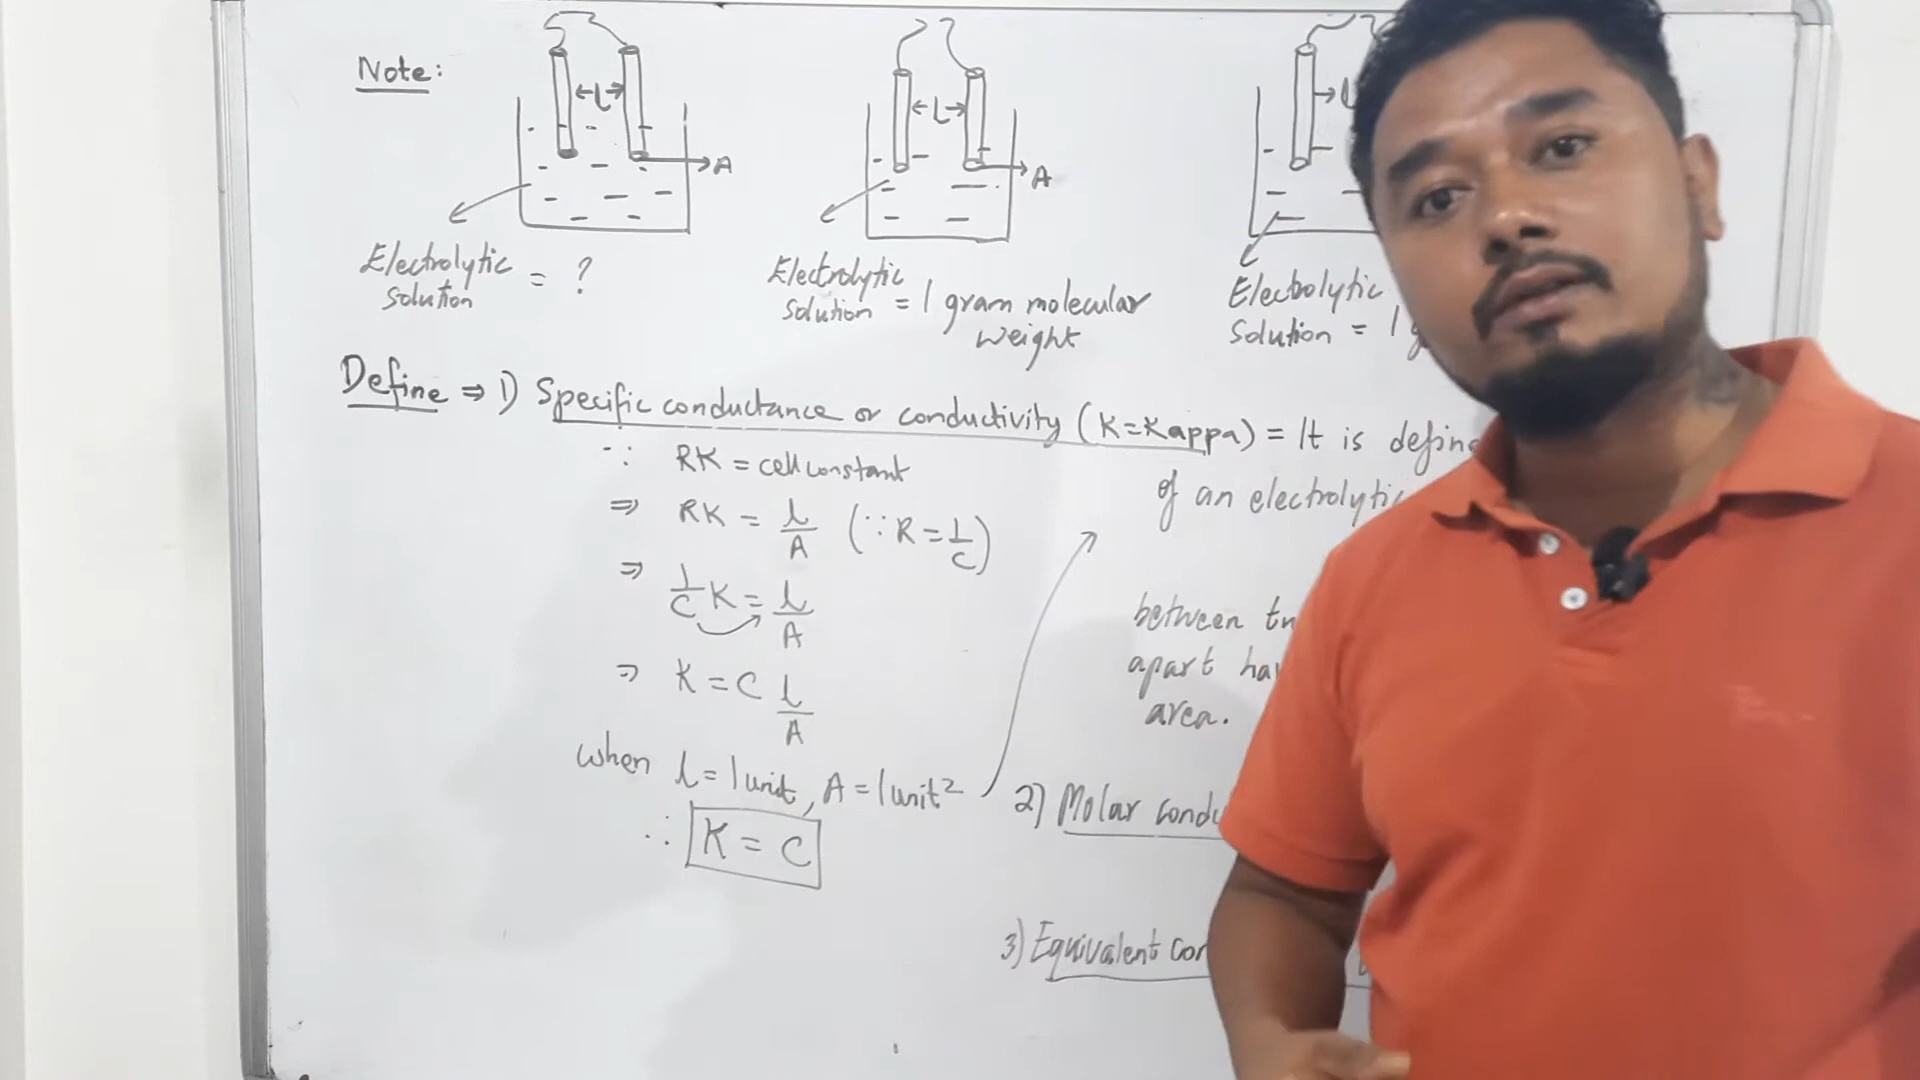 Note:
← l →
A
← l →
A
→ l
Electrolytic
solution = ?
Electrolytic
solution = 1 gram molecular
weight
Electrolytic
solution = 1 g
Define ⇒ 1) Specific conductance or conductivity (K=Kappa) = It is define
of an electrolytic
∵ RK = cell constant
⇒ RK = l/A (∵ R = 1/C)
⇒ 1/C K = l/A
⇒ K = C l/A
when l = 1 unit, A = 1 unit²
∴ K = C
between
apart ha
area.
2) Molar condu
3) Equivalent con